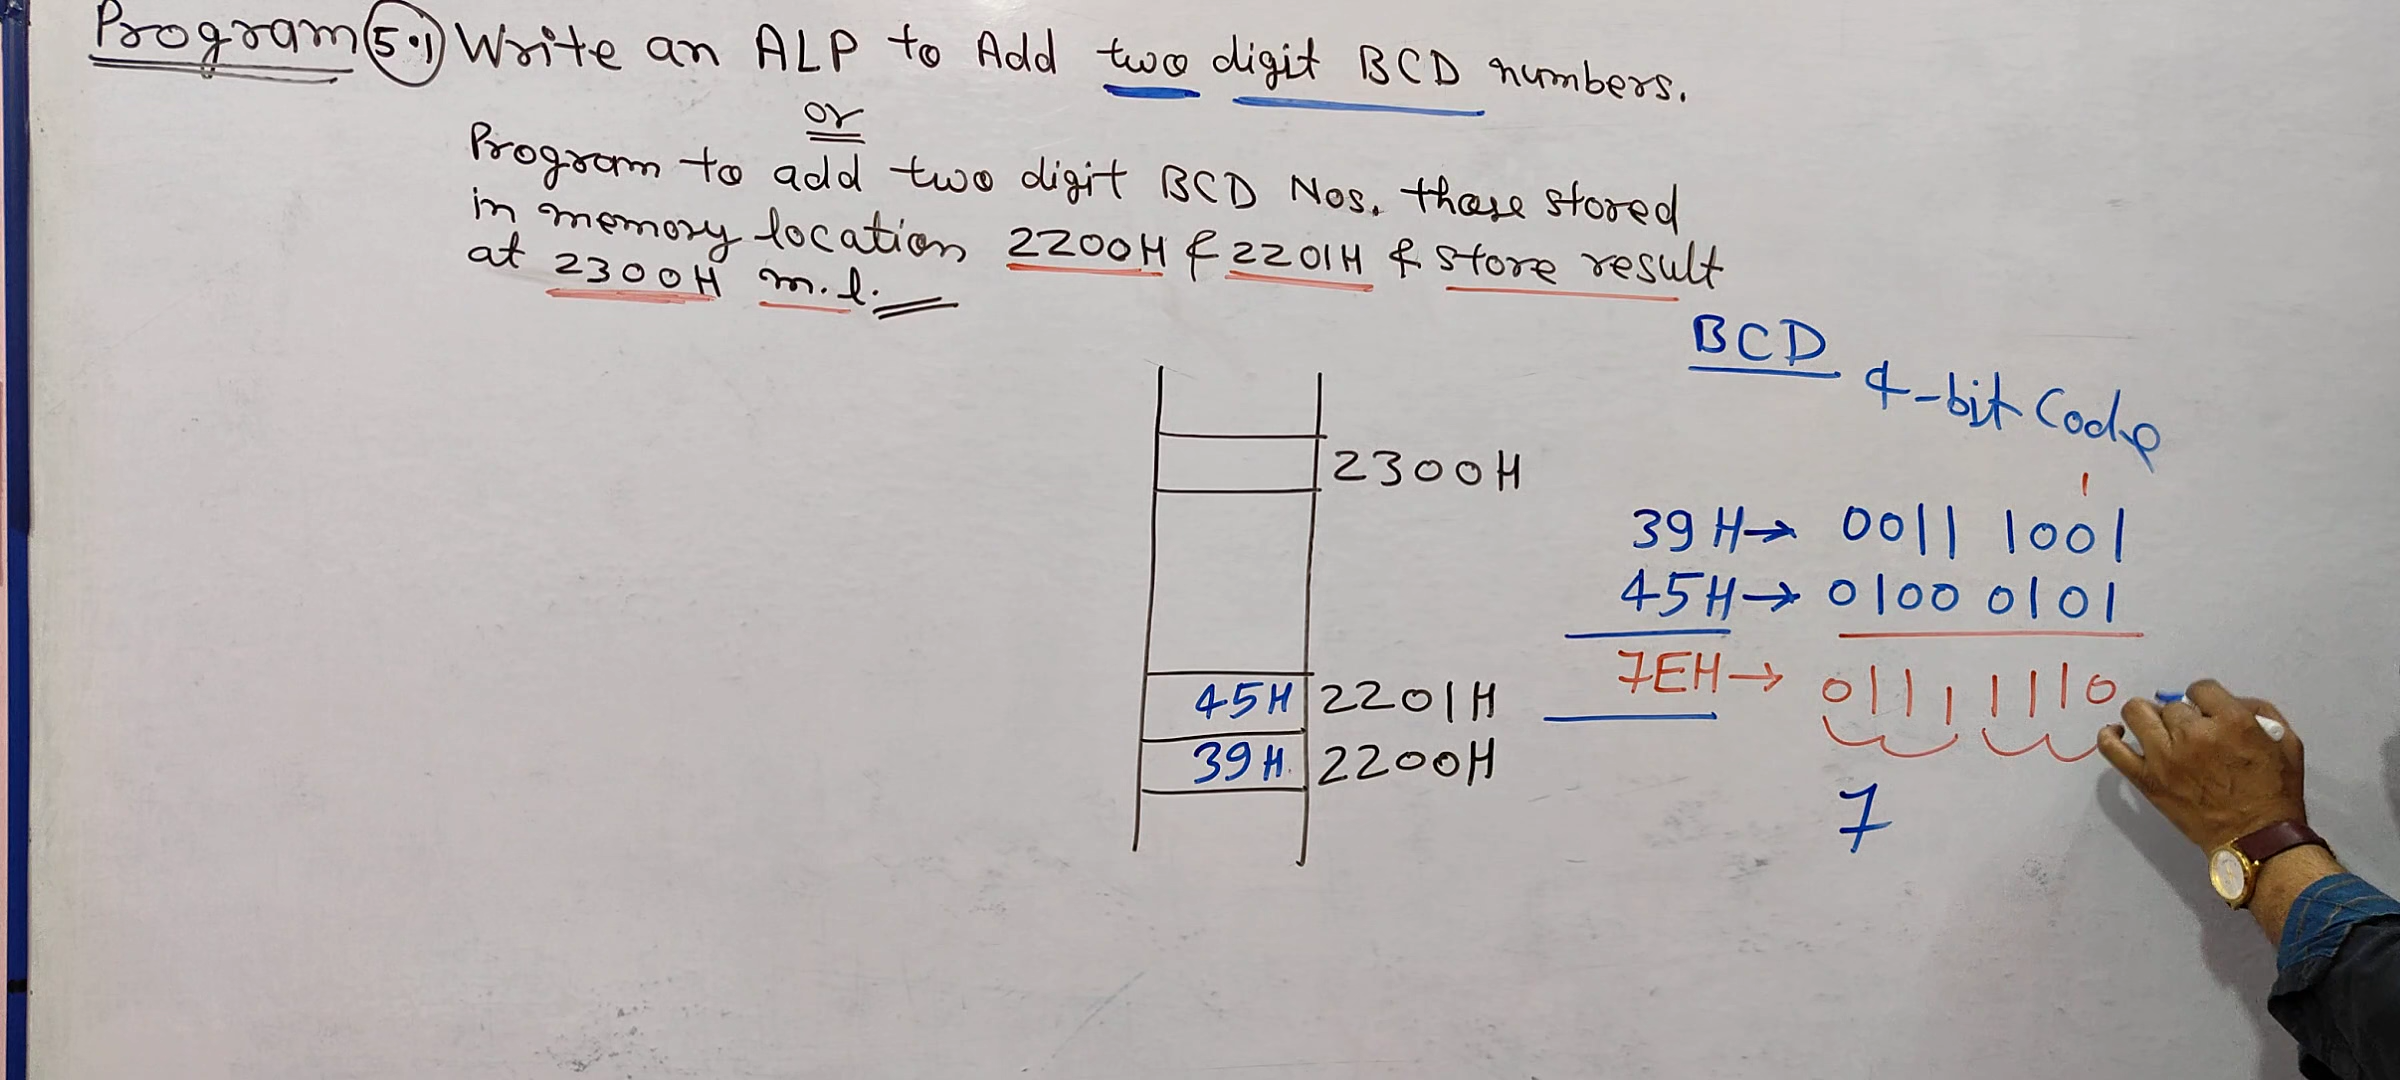 Program 5.1 Write an ALP to Add two digit BCD numbers.
or
Program to add two digit BCD Nos. those stored
in memory location 2200H & 2201H & store result
at 2300H m.l.
BCD
4-bit Code
2300H
1
39H→ 0011 1001
45H→ 0100 0101
7EH→ 0111 1110
45H 2201H
39H 2200H
7